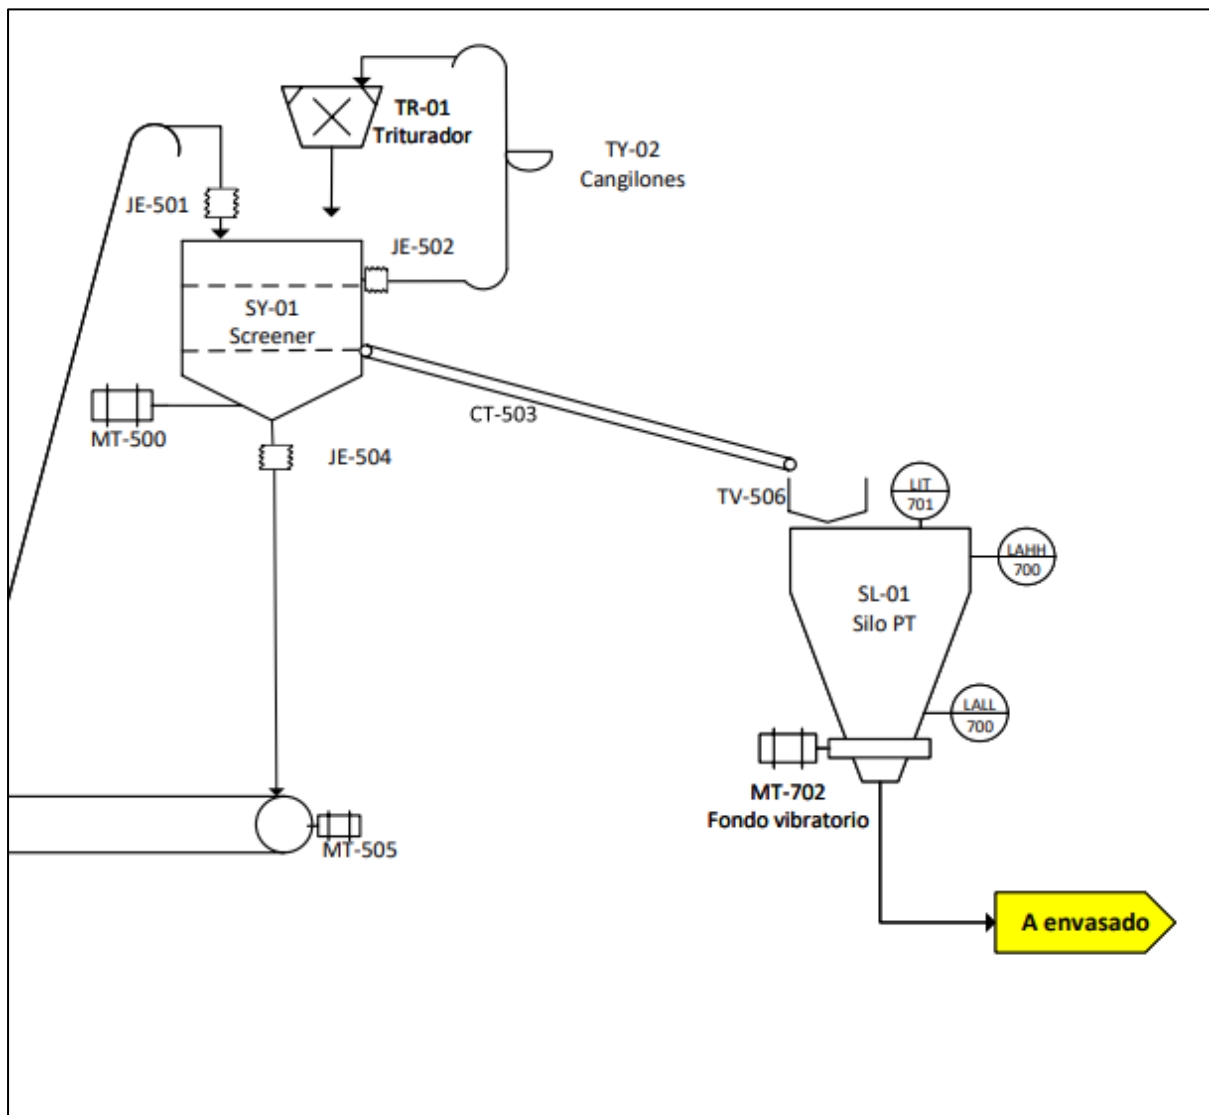 TR-01
Triturador
TY-02
Cangilones
JE-501
JE-502
SY-01
Screener
MT-500
JE-504
CT-503
TV-506
LIT
701
LAHH
700
SL-01
Silo PT
LALL
700
MT-702
Fondo vibratorio
MT-505
A envasado